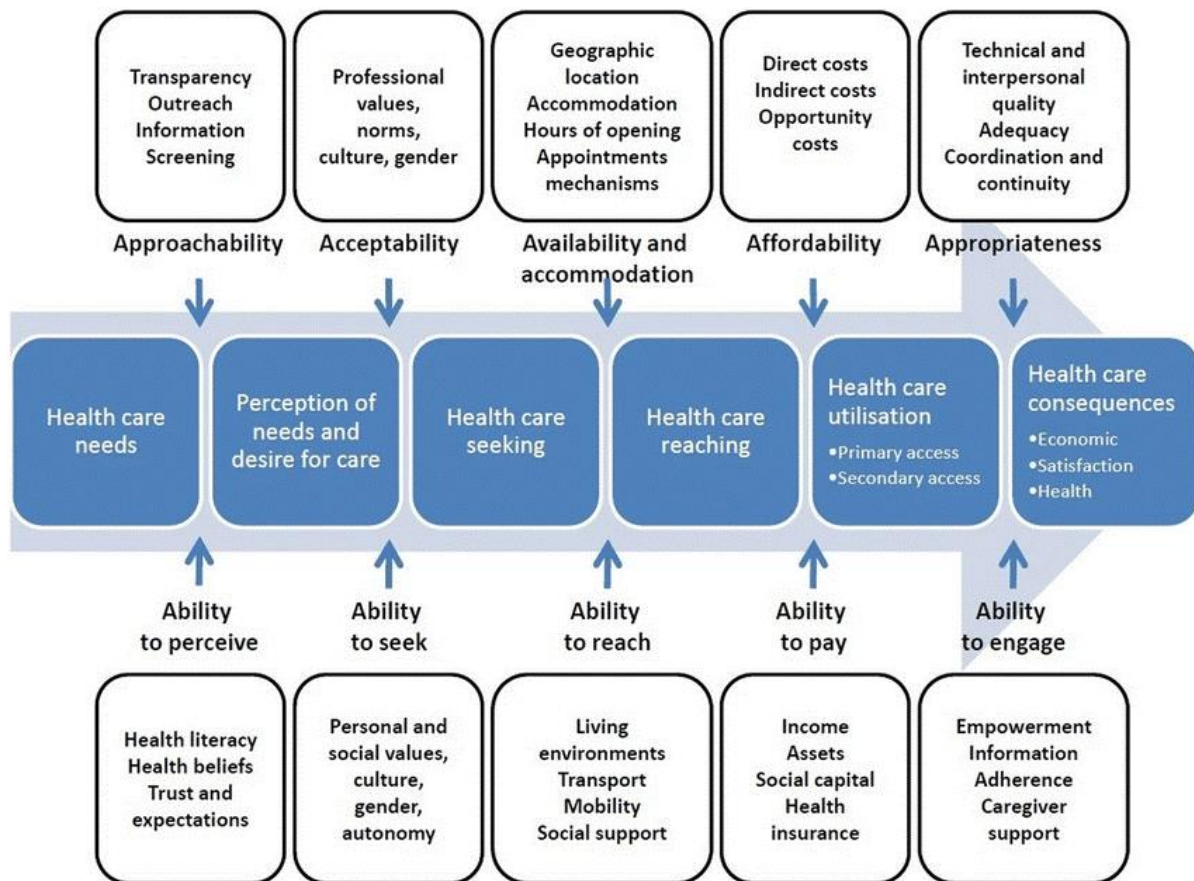 Transparency
Outreach
Information
Screening
Professional
values,
norms,
culture, gender
Geographic
location
Accommodation
Hours of opening
Appointments
mechanisms
Direct costs
Indirect costs
Opportunity
costs
Technical and
interpersonal
quality
Adequacy
Coordination and
continuity
Approachability
Acceptability
Availability and
accommodation
Affordability
Appropriateness
Health care
needs
Perception of
needs and
desire for care
Health care
seeking
Health care
reaching
Health care
utilisation
•Primary access
•Secondary access
Health care
consequences
•Economic
•Satisfaction
•Health
Ability
to perceive
Ability
to seek
Ability
to reach
Ability
to pay
Ability
to engage
Health literacy
Health beliefs
Trust and
expectations
Personal and
social values,
culture,
gender,
autonomy
Living
environments
Transport
Mobility
Social support
Income
Assets
Social capital
Health
insurance
Empowerment
Information
Adherence
Caregiver
support